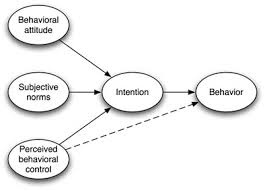 Behavioral
attitude
Subjective
norms
Intention
Behavior
Perceived
behavioral
control